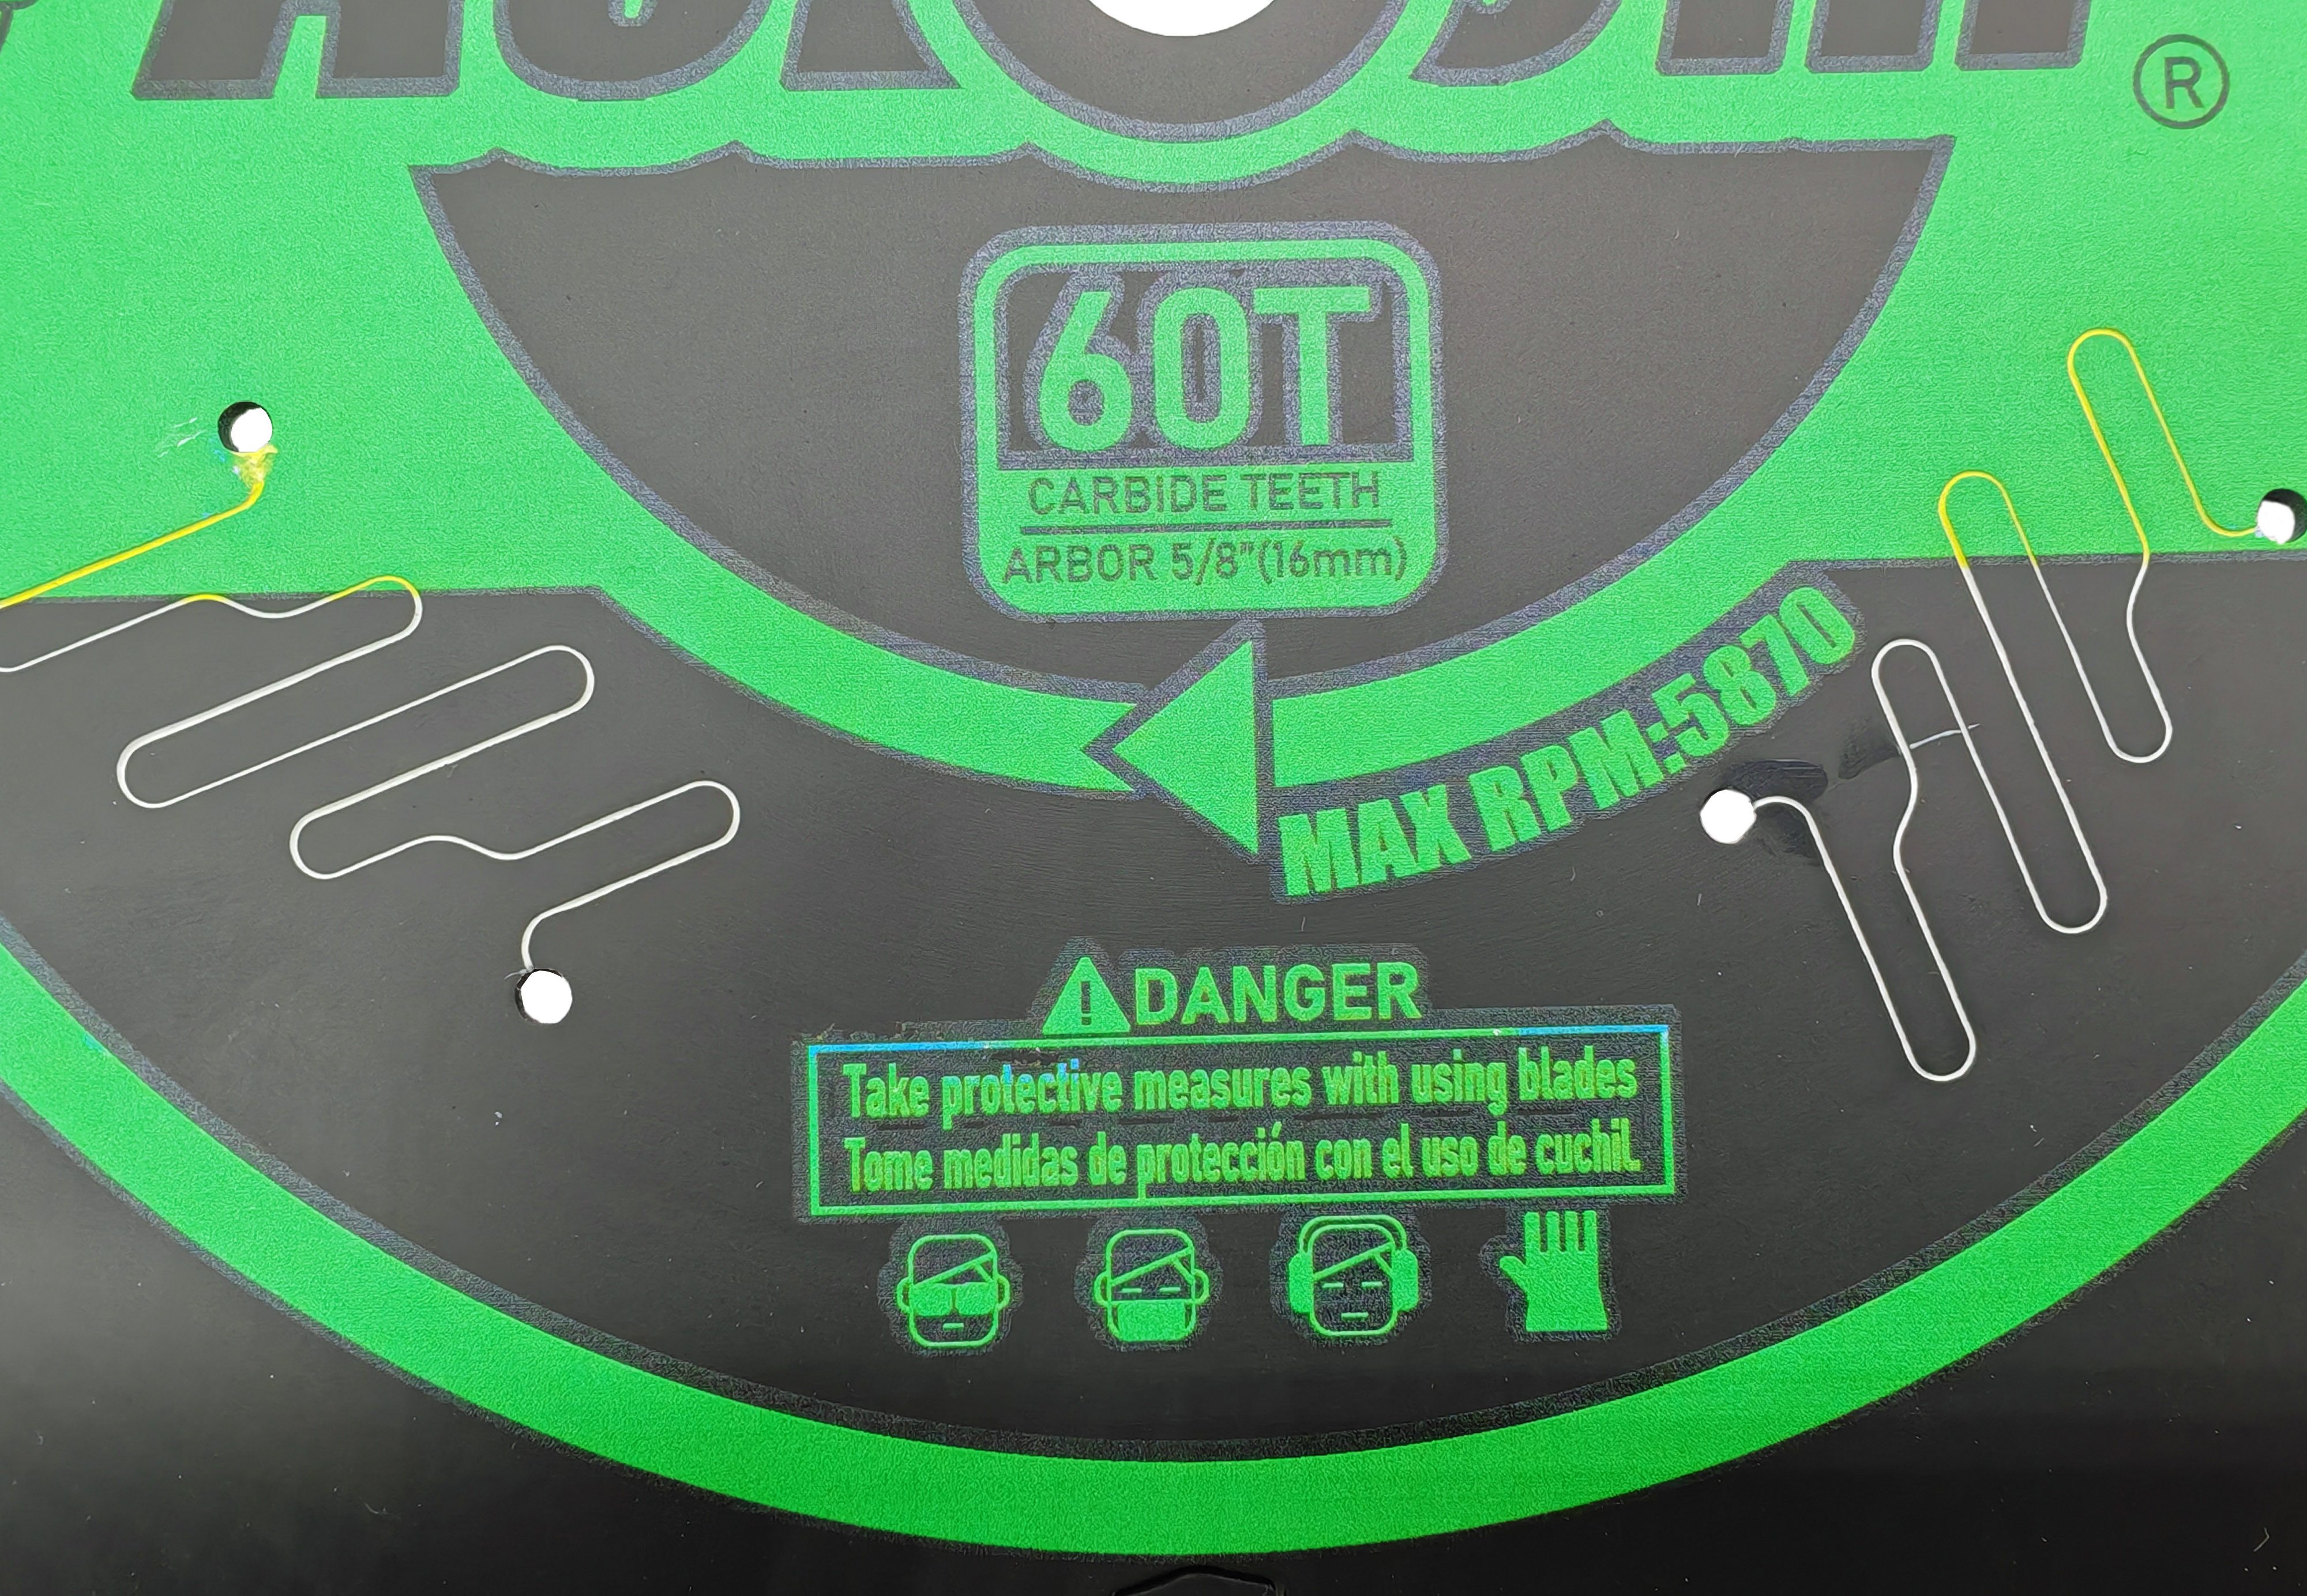 ®
60T
CARBIDE TEETH
ARBOR 5/8"(16mm)
MAX RPM:5870
DANGER
Take protective measures with using blades
Tome medidas de protección con el uso de cuchil.